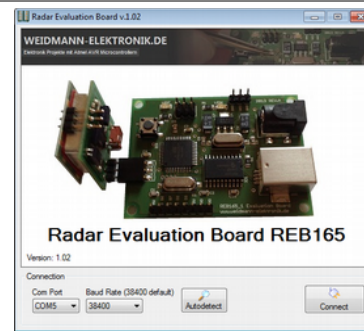 Radar Evaluation Board v.1.02
WEIDMANN-ELEKTRONIK.DE
Elektronik Projekte mit Atmel AVR Microcontrollern
Radar Evaluation Board REB165
Version: 1.02
Connection
Com Port
Baud Rate (38400 default)
COM5
38400
Autodetect
Connect